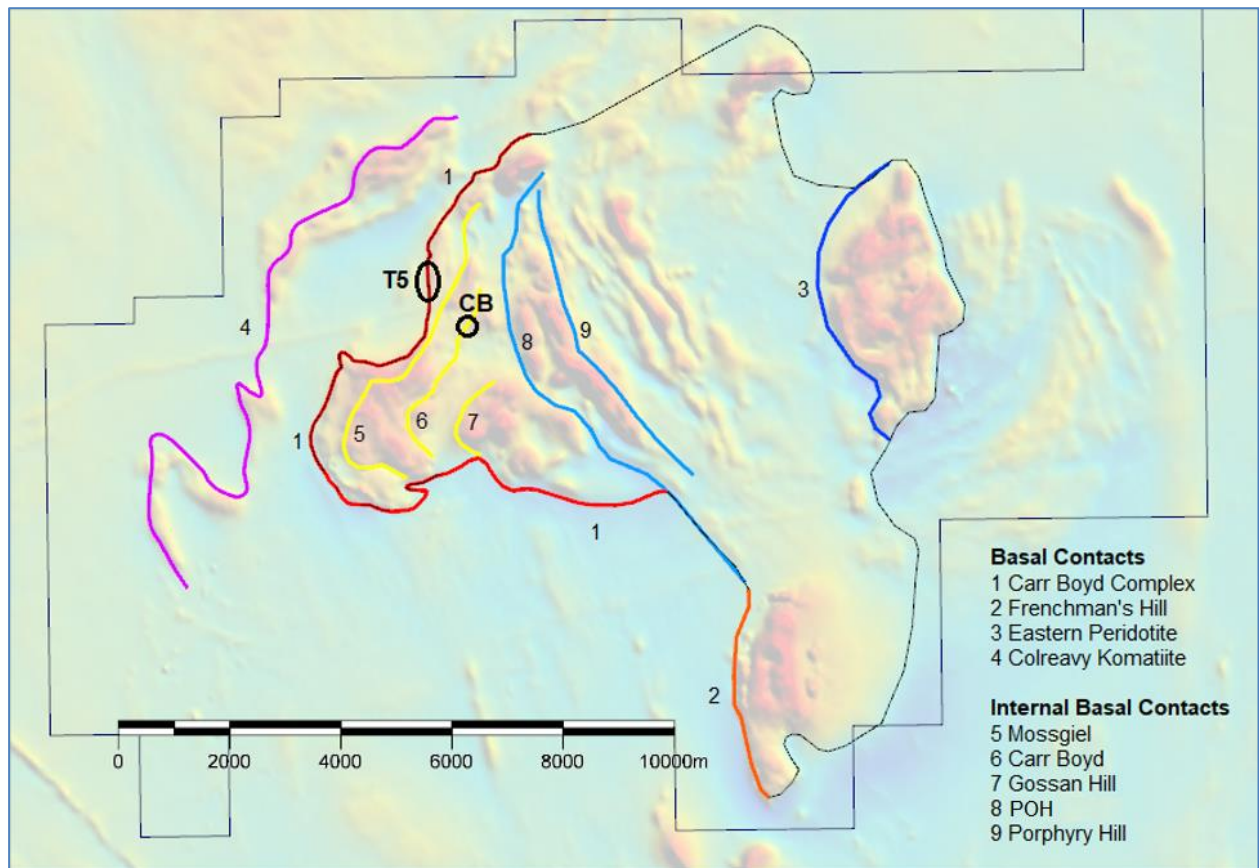 1
T5
CB
4
3
8
9
1
5
6
7
1
2
0 2000 4000 6000 8000 10000m
Basal Contacts
1 Carr Boyd Complex
2 Frenchman's Hill
3 Eastern Peridotite
4 Colreavy Komatiite
Internal Basal Contacts
5 Mossgiel
6 Carr Boyd
7 Gossan Hill
8 POH
9 Porphyry Hill